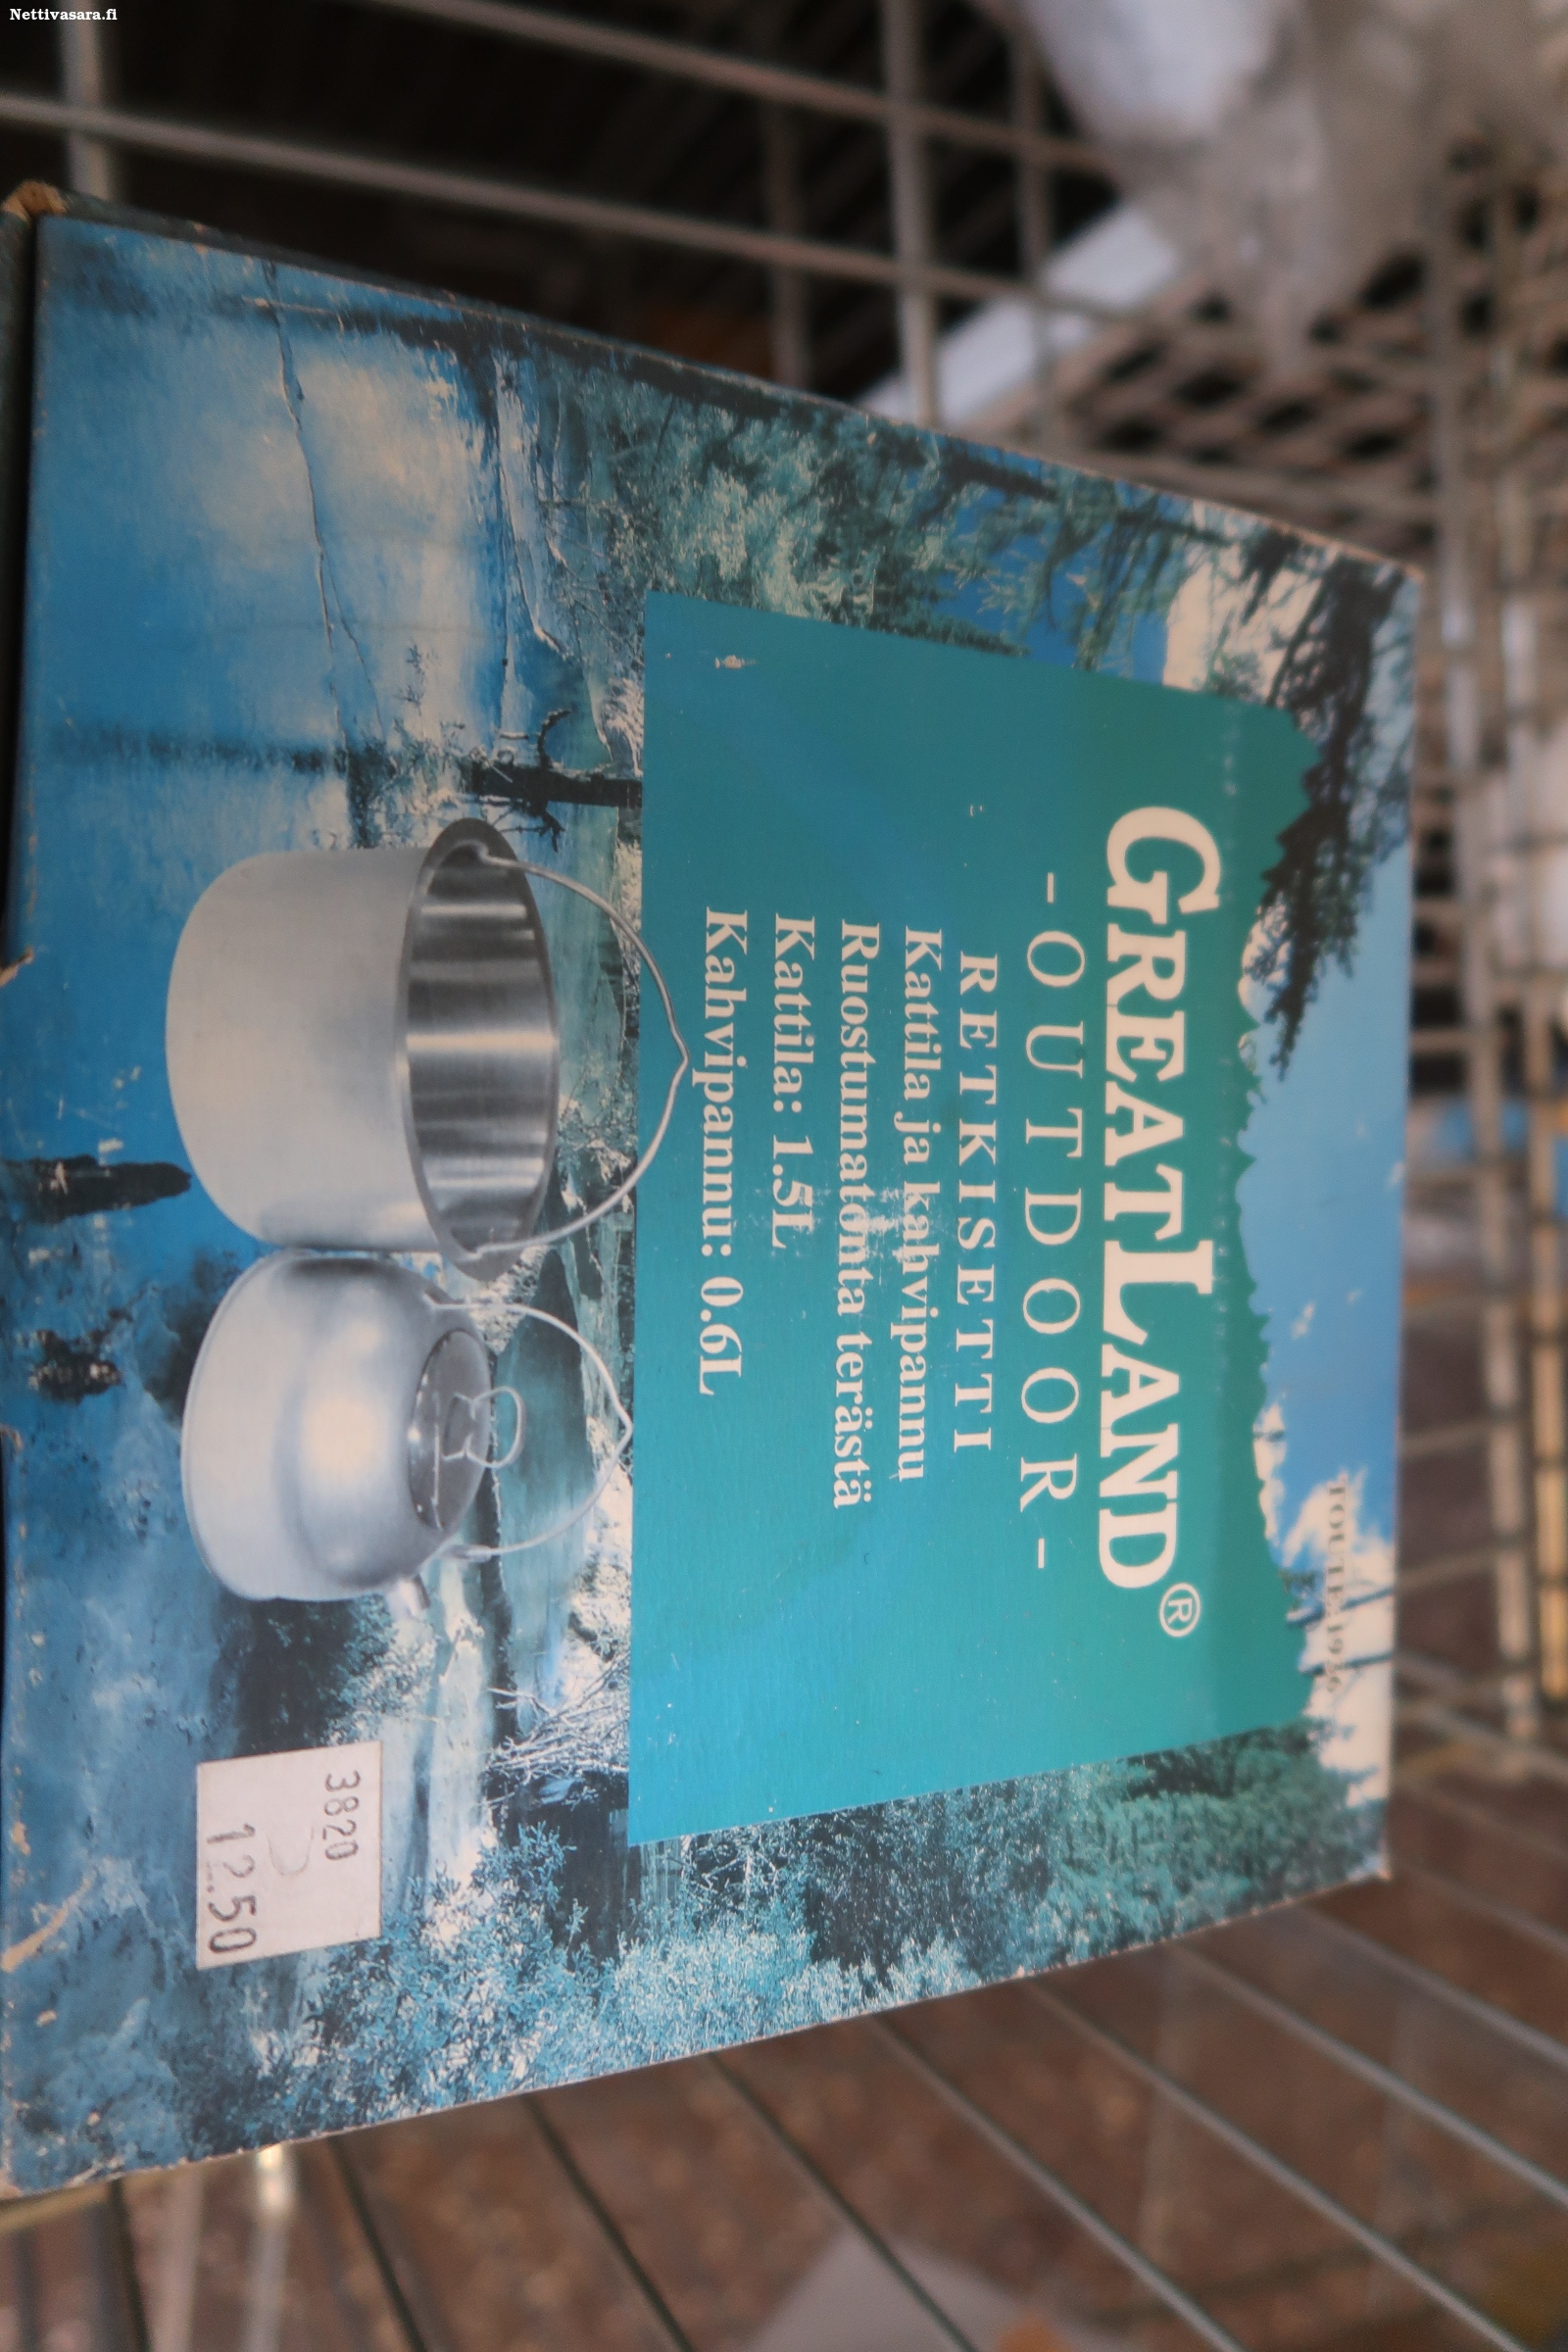 Nettivasara.fi
GREATLAND®
- OUTDOOR -
RETKISETTI
Kattila ja kahvipannu
Ruostumatonta terästä
Kattila: 1.5L
Kahvipannu: 0.6L
3820
12.50